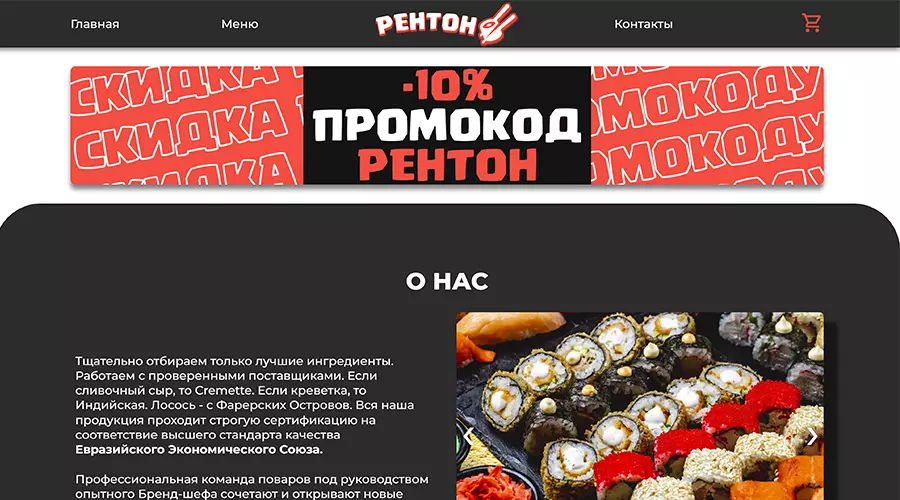 Главная
Меню
РЕНТОН
Контакты
СКИДКА
СКИДКА
СКИДКА
-10%
ПРОМОКОД
РЕНТОН
ПРОМОКОДУ
ПРОМОКОДУ
О НАС
Тщательно отбираем только лучшие ингредиенты.
Работаем с проверенными поставщиками. Если
сливочный сыр, то Cremette. Если креветка, то
Индийская. Лосось - с Фарерских Островов. Вся наша
продукция проходит строгую сертификацию на
соответствие высшего стандарта качества
Евразийского Экономического Союза.
Профессиональная команда поваров под руководством
опытного Бренд-шефа сочетают и открывают новые